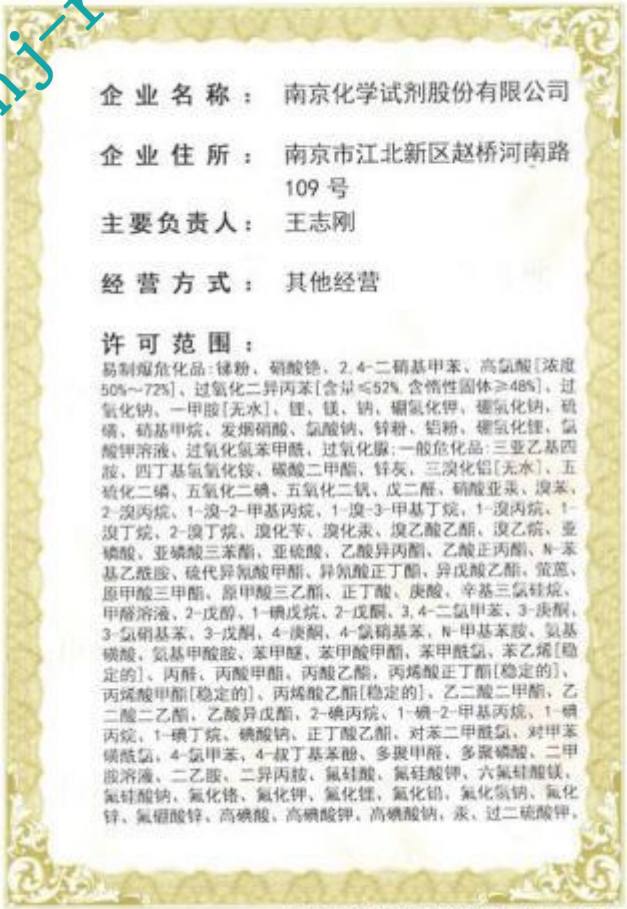 企业名称： 南京化学试剂股份有限公司
企业住所： 南京市江北新区赵桥河南路
109 号
主要负责人： 王志刚
经营方式： 其他经营
许可范围：
易制爆危化品:锑粉、硝酸铯、2,4-二硝基甲苯、高氯酸[浓度
50%～72%]、过氧化二异丙苯[含量≤52%,含惰性固体≥48%]、过
氧化钠、一甲胺[无水]、锂、镁、钠、硼氢化钾、硼氢化钠、硫
磺、硝基甲烷、发烟硝酸、氯酸钠、锌粉、铝粉、硼氢化锂、氯
酸钾溶液、过氧化氢苯甲酰、过氧化脲;一般危化品:三亚乙基四
胺、四丁基氢氧化铵、碳酸二甲酯、锌灰、三溴化铝[无水]、五
硫化二磷、五氧化二碘、五氧化二钒、戊二醛、硝酸亚汞、溴苯、
2-溴丙烷、1-溴-2-甲基丙烷、1-溴-3-甲基丁烷、1-溴丙烷、1-
溴丁烷、2-溴丁烷、溴化苄、溴化汞、溴乙酸乙酯、溴乙烷、亚
磷酸、亚磷酸三苯酯、亚硫酸、乙酸异丙酯、乙酸正丙酯、N-苯
基乙酰胺、硫代异氰酸甲酯、异氰酸正丁酯、异戊酸乙酯、萤蒽、
原甲酸三甲酯、原甲酸三乙酯、正丁酸、庚酸、辛基三氯硅烷、
甲醛溶液、2-戊醇、1-碘戊烷、2-戊酮、3,4-二氯甲苯、3-庚酮、
3-氯硝基苯、3-戊酮、4-庚酮、4-氯硝基苯、N-甲基苯胺、氨基
磺酸、氨基甲酸胺、苯甲醚、苯甲酸甲酯、苯甲酰氯、苯乙烯[稳
定的]、丙醛、丙酸甲酯、丙酸乙酯、丙烯酸正丁酯[稳定的]、
丙烯酸甲酯[稳定的]、丙烯酸乙酯[稳定的]、乙二酸二甲酯、乙
二酸二乙酯、乙酸异戊酯、2-碘丙烷、1-碘-2-甲基丙烷、1-碘
丙烷、1-碘丁烷、碘酸钠、正丁酸乙酯、对苯二甲酰氯、对甲苯
磺酰氯、4-氯甲苯、4-叔丁基苯酚、多聚甲醛、多聚磷酸、二甲
胺溶液、二乙胺、二异丙胺、氟硅酸、氟硅酸钾、六氟硅酸镁、
氟硅酸钠、氟化铬、氟化钾、氟化锂、氟化铅、氟化氢钠、氟化
锌、氟硼酸锌、高碘酸、高碘酸钾、高碘酸钠、汞、过二硫酸钾、